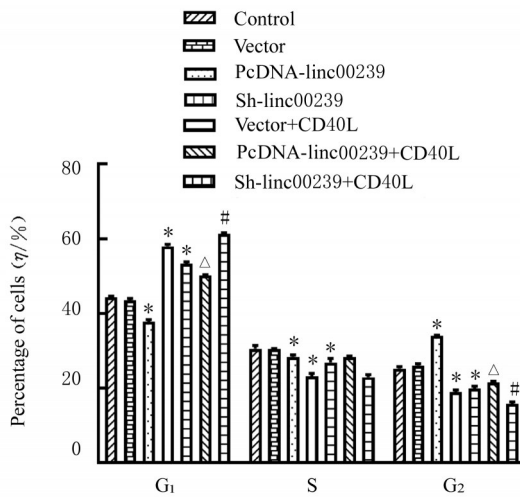 Control
Vector
PcDNA-linc00239
Sh-linc00239
Vector+CD40L
PcDNA-linc00239+CD40L
Sh-linc00239+CD40L
Percentage of cells (η/%)
80
60
40
20
0
* * * △ #
* * *
* * * △ #
G₁ S G₂